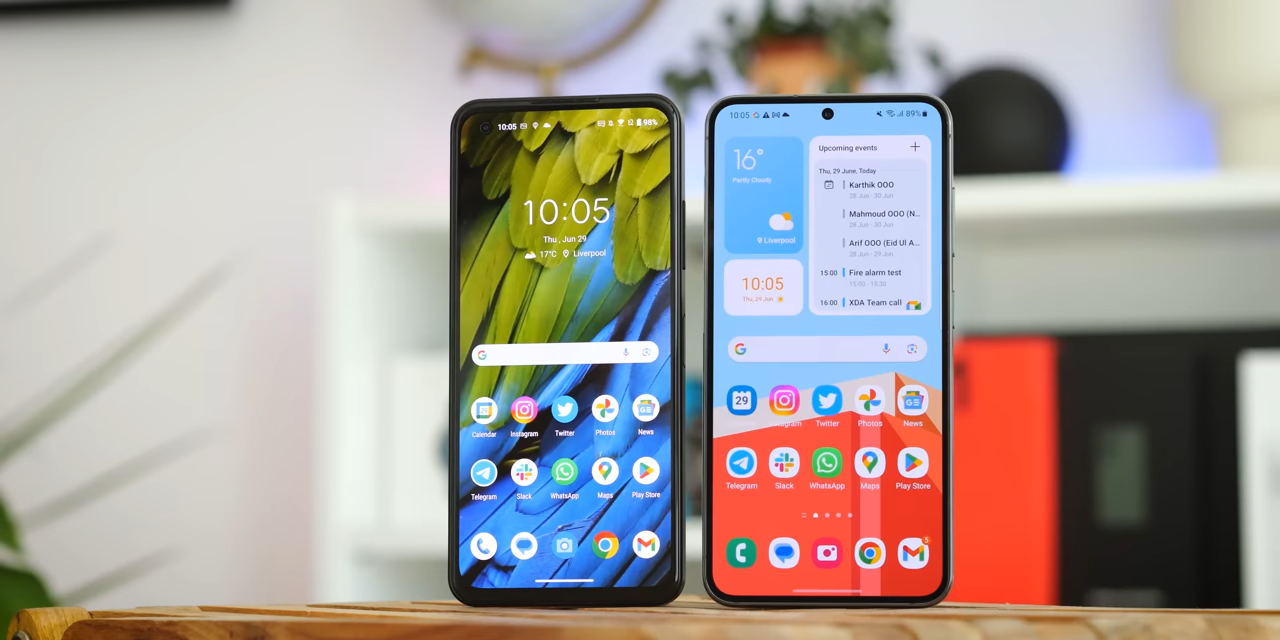 10:05
98%
10:05
Thu, Jun 29
17°C Liverpool
Calendar Instagram Twitter Photos News
Telegram Slack WhatsApp Maps Play Store
10:05
89%
16°
Partly Cloudy
Liverpool
10:05
Thu, 29 Jun
Upcoming events
Thu, 29 June, Today
Karthik OOO
28 Jun - 30 Jun
Mahmoud OOO (N...
28 Jun - 30 Jun
Arif OOO (Eid Ul A...
28 Jun - 29 Jun
15:00 Fire alarm test
15:00 - 15:30
16:00 XDA Team call
29
Instagram Twitter Photos News
Telegram Slack WhatsApp Maps Play Store
5